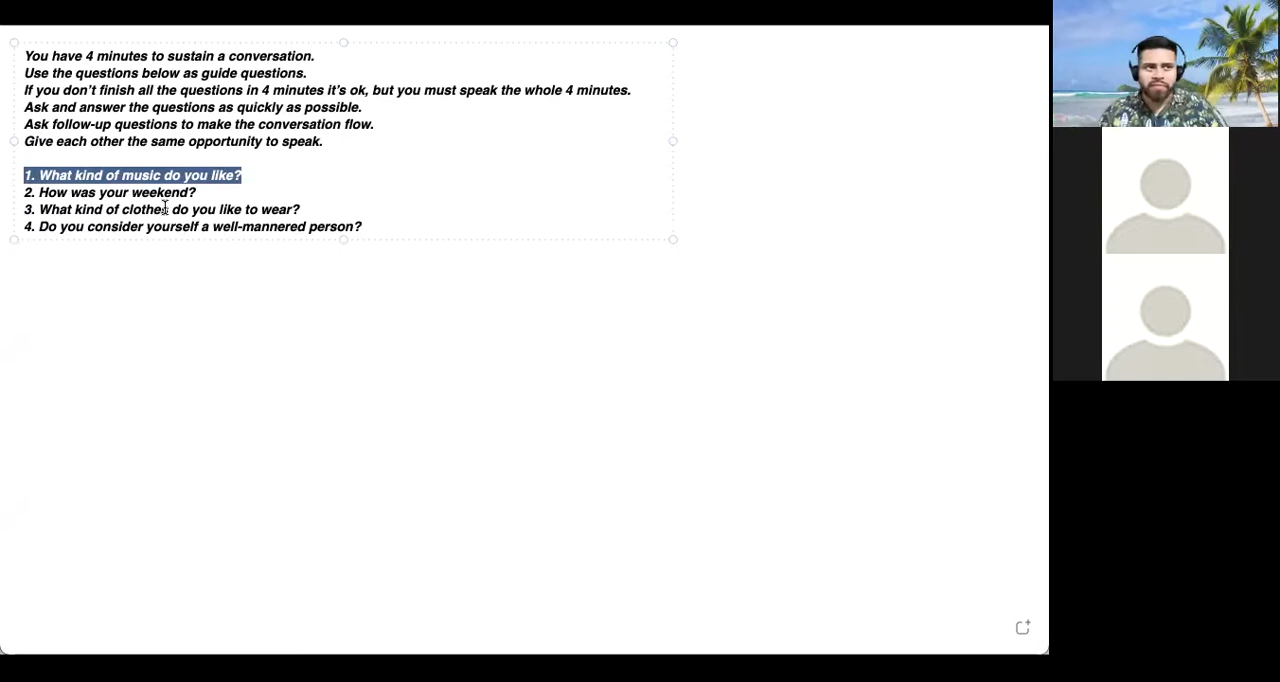 You have 4 minutes to sustain a conversation.
Use the questions below as guide questions.
If you don’t finish all the questions in 4 minutes it’s ok, but you must speak the whole 4 minutes.
Ask and answer the questions as quickly as possible.
Ask follow-up questions to make the conversation flow.
Give each other the same opportunity to speak.
1. What kind of music do you like?
2. How was your weekend?
3. What kind of clothes do you like to wear?
4. Do you consider yourself a well-mannered person?